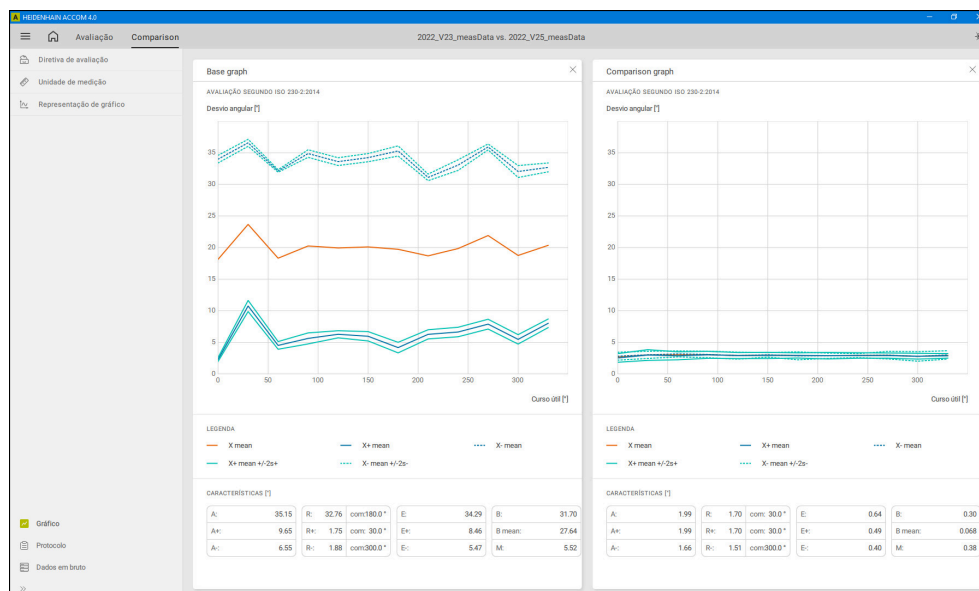 HEIDENHAIN ACCOM 4.0
Avaliação Comparison 2022_V23_measData vs. 2022_V25_measData
Diretiva de avaliação
Unidade de medição
Representação de gráfico
Base graph
AVALIAÇÃO SEGUNDO ISO 230-2:2014
Desvio angular ["]
35
30
25
20
15
10
5
0
0 50 100 150 200 250 300
Curso útil [°]
LEGENDA
X mean X+ mean X- mean
X+ mean +/-2s+ X- mean +/-2s-
CARACTERÍSTICAS ["]
A: 35.15 R: 32.76 com:180.0 ° E: 34.29 B: 31.70
A+: 9.65 R+: 1.75 com: 30.0 ° E+: 8.46 B mean: 27.64
A-: 6.55 R-: 1.88 com:300.0 ° E-: 5.47 M: 5.52
Comparison graph
AVALIAÇÃO SEGUNDO ISO 230-2:2014
Desvio angular ["]
35
30
25
20
15
10
5
0
0 50 100 150 200 250 300
Curso útil [°]
LEGENDA
X mean X+ mean X- mean
X+ mean +/-2s+ X- mean +/-2s-
CARACTERÍSTICAS ["]
A: 1.99 R: 1.70 com: 30.0 ° E: 0.64 B: 0.30
A+: 1.99 R+: 1.70 com: 30.0 ° E+: 0.49 B mean: 0.068
A-: 1.66 R-: 1.51 com:300.0 ° E-: 0.40 M: 0.38
Gráfico
Protocolo
Dados em bruto